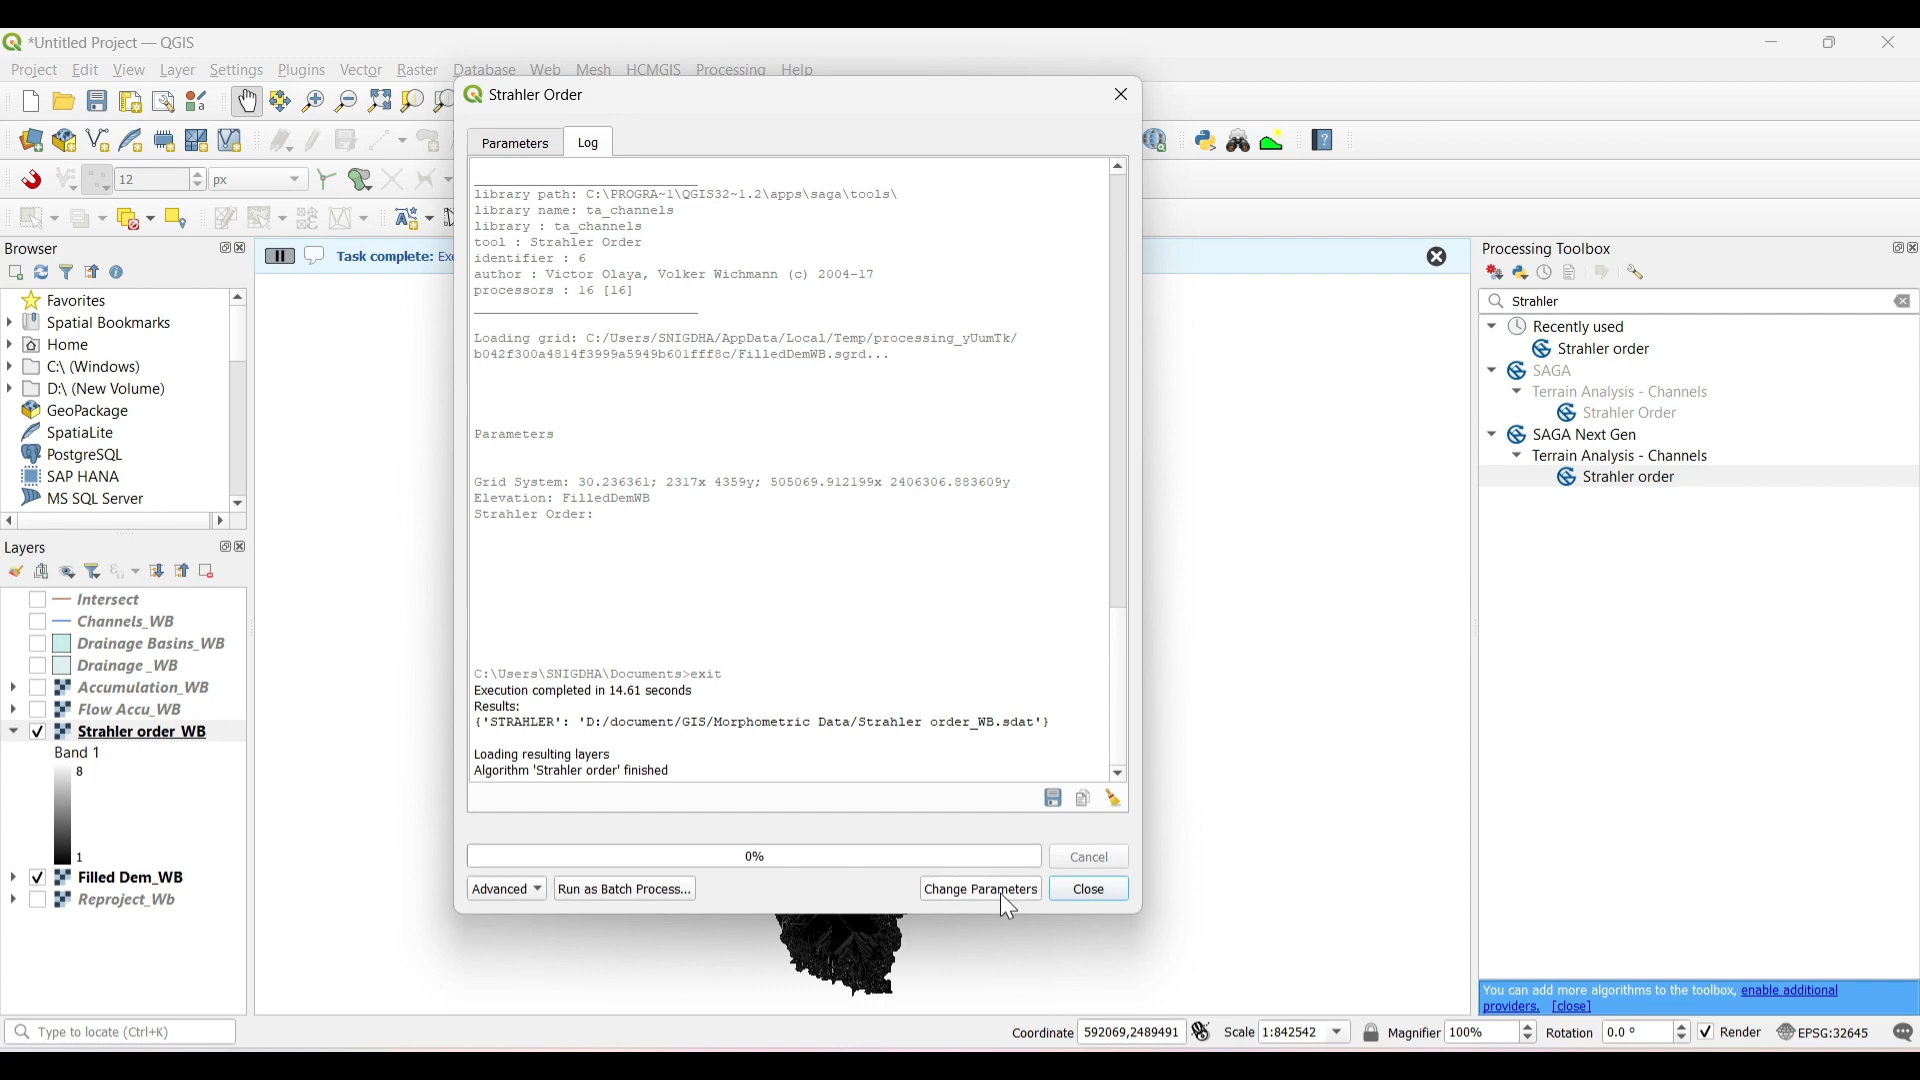 *Untitled Project — QGIS
Project Edit View Layer Settings Plugins Vector Raster Database Web Mesh HCMGIS Processing Help
12 px
Browser
Favorites
Spatial Bookmarks
Home
C:\ (Windows)
D:\ (New Volume)
GeoPackage
SpatiaLite
PostgreSQL
SAP HANA
MS SQL Server
Layers
Intersect
Channels_WB
Drainage Basins_WB
Drainage _WB
Accumulation_WB
Flow Accu_WB
Strahler order_WB
Band 1
8
1
Filled Dem_WB
Reproject_Wb
Task complete: Exe
Strahler Order
Parameters Log
library path: C:\PROGRA~1\QGIS32~1.2\apps\saga\tools\
library name: ta_channels
library : ta_channels
tool : Strahler Order
identifier : 6
author : Victor Olaya, Volker Wichmann (c) 2004-17
processors : 16 [16]
Loading grid: C:/Users/SNIGDHA/AppData/Local/Temp/processing_yUumTk/
b042f300a4814f3999a5949b601fff8c/FilledDemWB.sgrd...
Parameters
Grid System: 30.236361; 2317x 4359y; 505069.912199x 2406306.883609y
Elevation: FilledDemWB
Strahler Order:
C:\Users\SNIGDHA\Documents>exit
Execution completed in 14.61 seconds
Results:
{'STRAHLER': 'D:/document/GIS/Morphometric Data/Strahler order_WB.sdat'}
Loading resulting layers
Algorithm 'Strahler order' finished
0%
Cancel
Advanced Run as Batch Process... Change Parameters Close
Processing Toolbox
Strahler
Recently used
Strahler order
SAGA
Terrain Analysis - Channels
Strahler Order
SAGA Next Gen
Terrain Analysis - Channels
Strahler order
You can add more algorithms to the toolbox, enable additional
providers. [close]
Type to locate (Ctrl+K)
Coordinate 592069,2489491 Scale 1:842542 Magnifier 100% Rotation 0.0 ° Render EPSG:32645